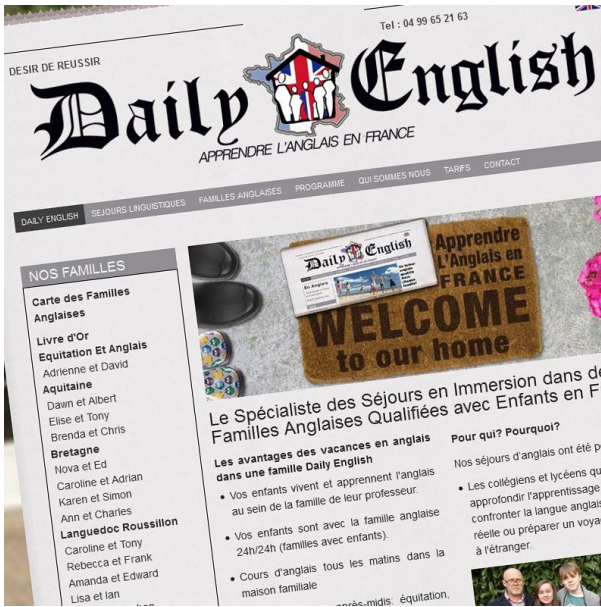 Tel : 04 99 65 21 63
DESIR DE REUSSIR
Daily English
APPRENDRE L'ANGLAIS EN FRANCE
DAILY ENGLISH SEJOURS LINGUISTIQUES FAMILLES ANGLAISES PROGRAMME QUI SOMMES NOUS TARIFS CONTACT
NOS FAMILLES
Carte des Familles
Anglaises
Livre d'Or
Equitation Et Anglais
Adrienne et David
Aquitaine
Dawn et Albert
Elise et Tony
Brenda et Chris
Bretagne
Nova et Ed
Caroline et Adrian
Karen et Simon
Ann et Charles
Languedoc Roussillon
Caroline et Tony
Rebecca et Frank
Amanda et Edward
Lisa et Ian
Daily English
En Anglais
Apprendre
L'Anglais en
FRANCE
WELCOME
to our home
Le Spécialiste des Séjours en Immersion dans de
Familles Anglaises Qualifiées avec Enfants en F
Les avantages des vacances en anglais
dans une famille Daily English
• Vos enfants vivent et apprennent l'anglais
au sein de la famille de leur professeur.
• Vos enfants sont avec la famille anglaise
24h/24h (familles avec enfants).
• Cours d'anglais tous les matins dans la
maison familiale
après-midis: équitation,
Pour qui? Pourquoi?
Nos séjours d'anglais ont été p
• Les collégiens et lycéens qu
approfondir l'apprentissage
confronter la langue anglais
réelle ou préparer un voya
à l'étranger.